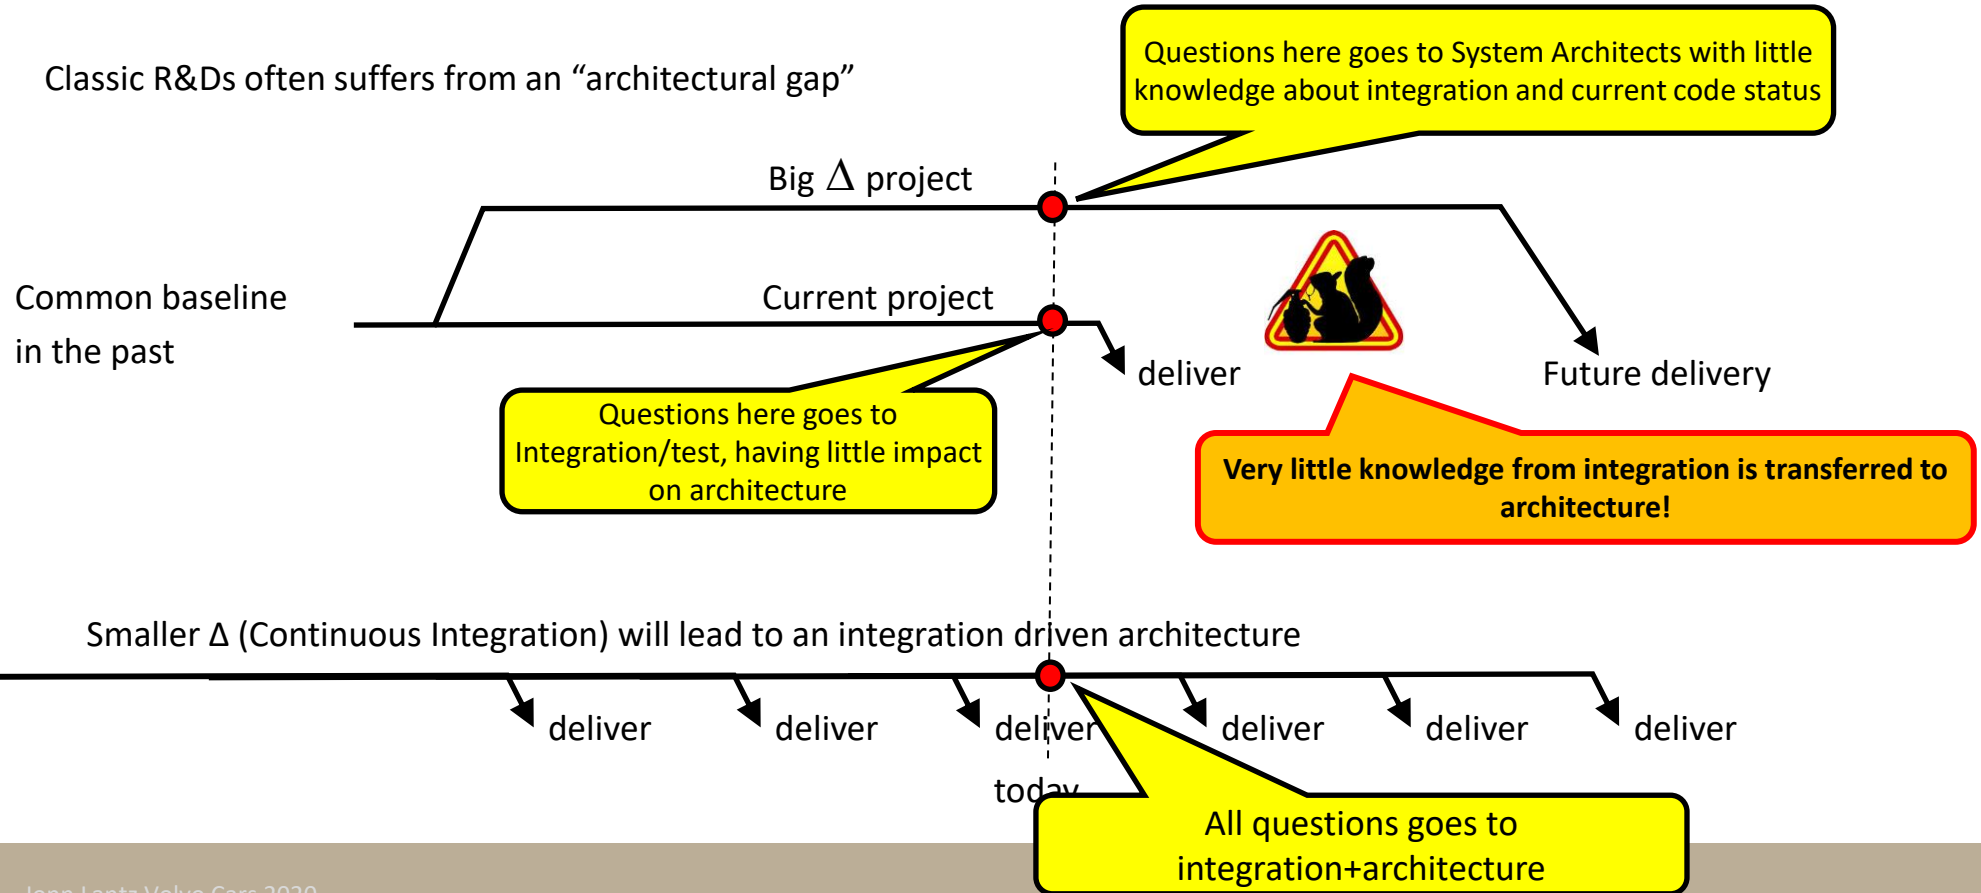 Questions here goes to System Architects with little
knowledge about integration and current code status
Classic R&Ds often suffers from an “architectural gap”
Big Δ project
Common baseline
in the past
Current project
deliver
Future delivery
Questions here goes to
Integration/test, having little impact
on architecture
Very little knowledge from integration is transferred to
architecture!
Smaller Δ (Continuous Integration) will lead to an integration driven architecture
deliver
deliver
deliver
deliver
deliver
deliver
today
All questions goes to
integration+architecture
Volvo Cars 2020